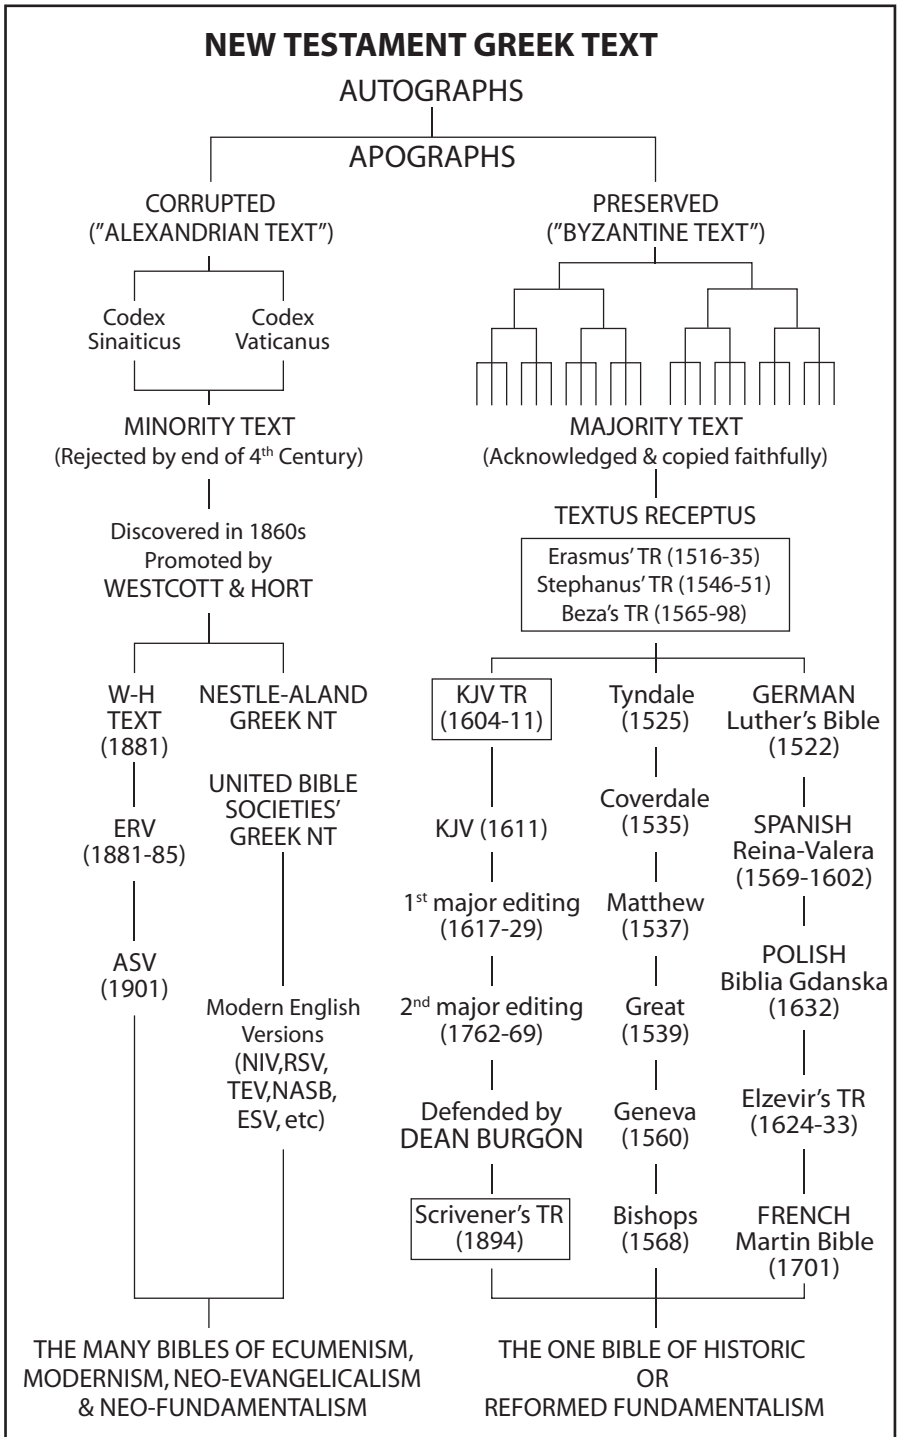 NEW TESTAMENT GREEK TEXT
AUTOGRAPHS
APOGRAPHS
CORRUPTED
("ALEXANDRIAN TEXT")
Codex
Sinaiticus
Codex
Vaticanus
MINORITY TEXT
(Rejected by end of 4th Century)
Discovered in 1860s
Promoted by
WESTCOTT & HORT
W-H
TEXT
(1881)
ERV
(1881-85)
ASV
(1901)
NESTLE-ALAND
GREEK NT
UNITED BIBLE
SOCIETIES'
GREEK NT
Modern English
Versions
(NIV,RSV,
TEV,NASB,
ESV, etc)
THE MANY BIBLES OF ECUMENISM,
MODERNISM, NEO-EVANGELICALISM
& NEO-FUNDAMENTALISM
PRESERVED
("BYZANTINE TEXT")
MAJORITY TEXT
(Acknowledged & copied faithfully)
TEXTUS RECEPTUS
Erasmus' TR (1516-35)
Stephanus' TR (1546-51)
Beza's TR (1565-98)
KJV TR
(1604-11)
KJV (1611)
1st major editing
(1617-29)
2nd major editing
(1762-69)
Defended by
DEAN BURGON
Scrivener's TR
(1894)
Tyndale
(1525)
Coverdale
(1535)
Matthew
(1537)
Great
(1539)
Geneva
(1560)
Bishops
(1568)
GERMAN
Luther's Bible
(1522)
SPANISH
Reina-Valera
(1569-1602)
POLISH
Biblia Gdanska
(1632)
Elzevir's TR
(1624-33)
FRENCH
Martin Bible
(1701)
THE ONE BIBLE OF HISTORIC
OR
REFORMED FUNDAMENTALISM